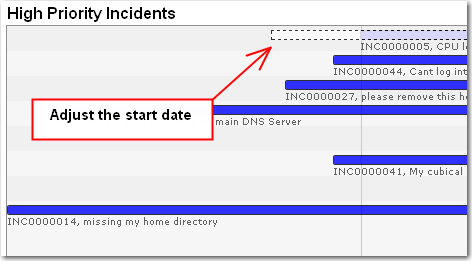 High Priority Incidents
INC0000005, CPU lo
INC0000044, Cant log int
INC0000027, please remove this ho
Adjust the start date
main DNS Server
INC0000041, My cubical
INC0000014, missing my home directory